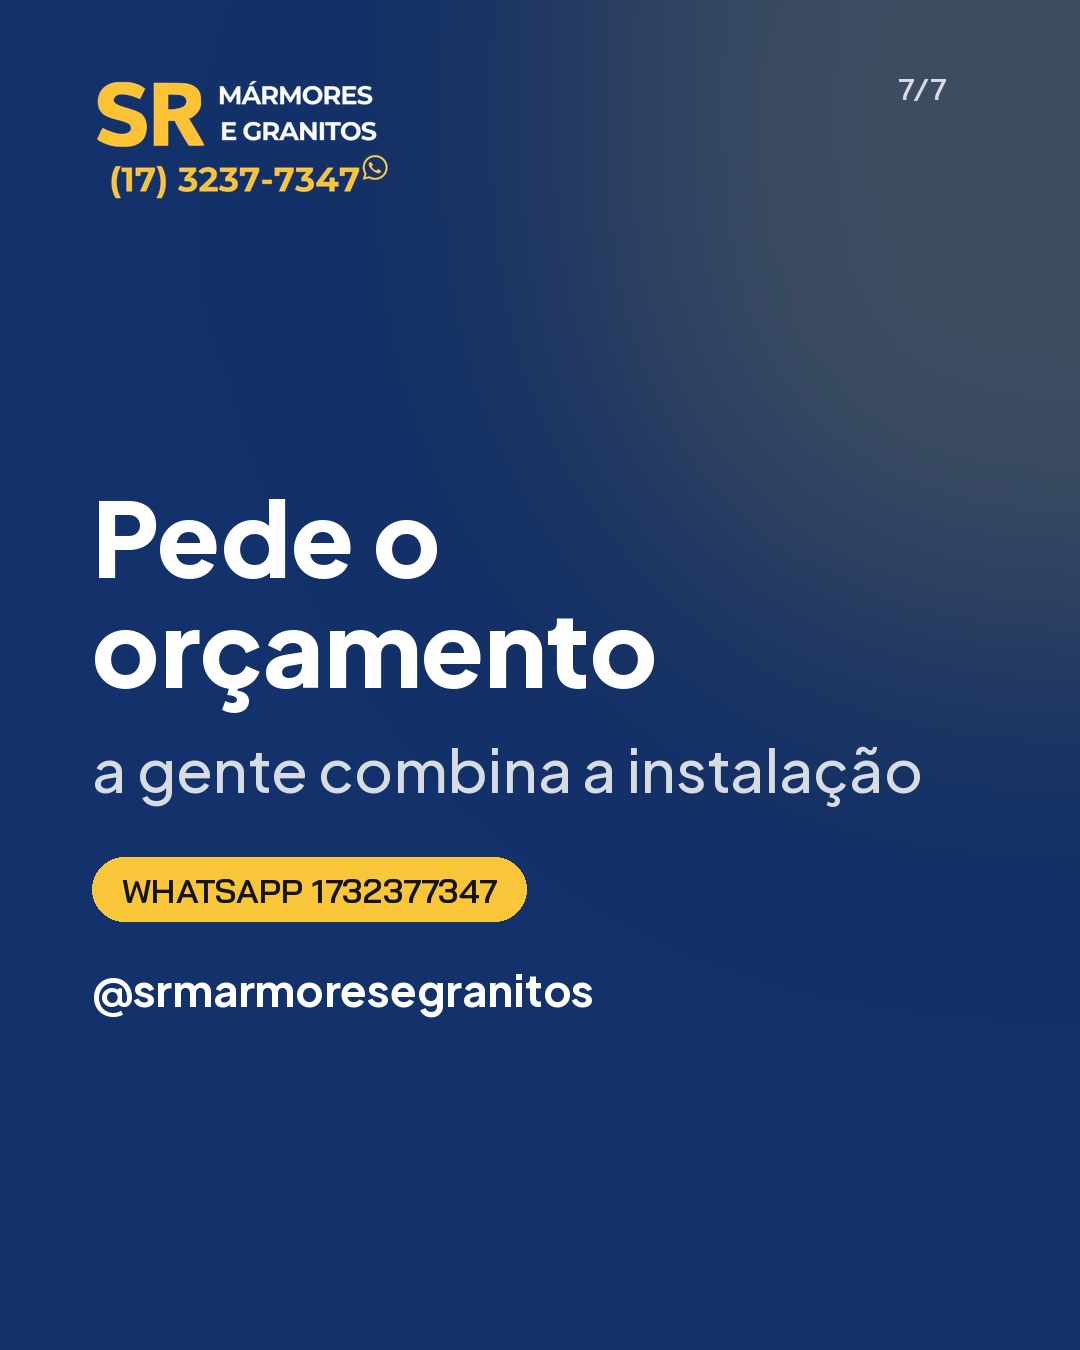 SR MÁRMORES
E GRANITOS
(17) 3237-7347
7/7
Pede o
orçamento
a gente combina a instalação
WHATSAPP 1732377347
@srmarmoresegranitos